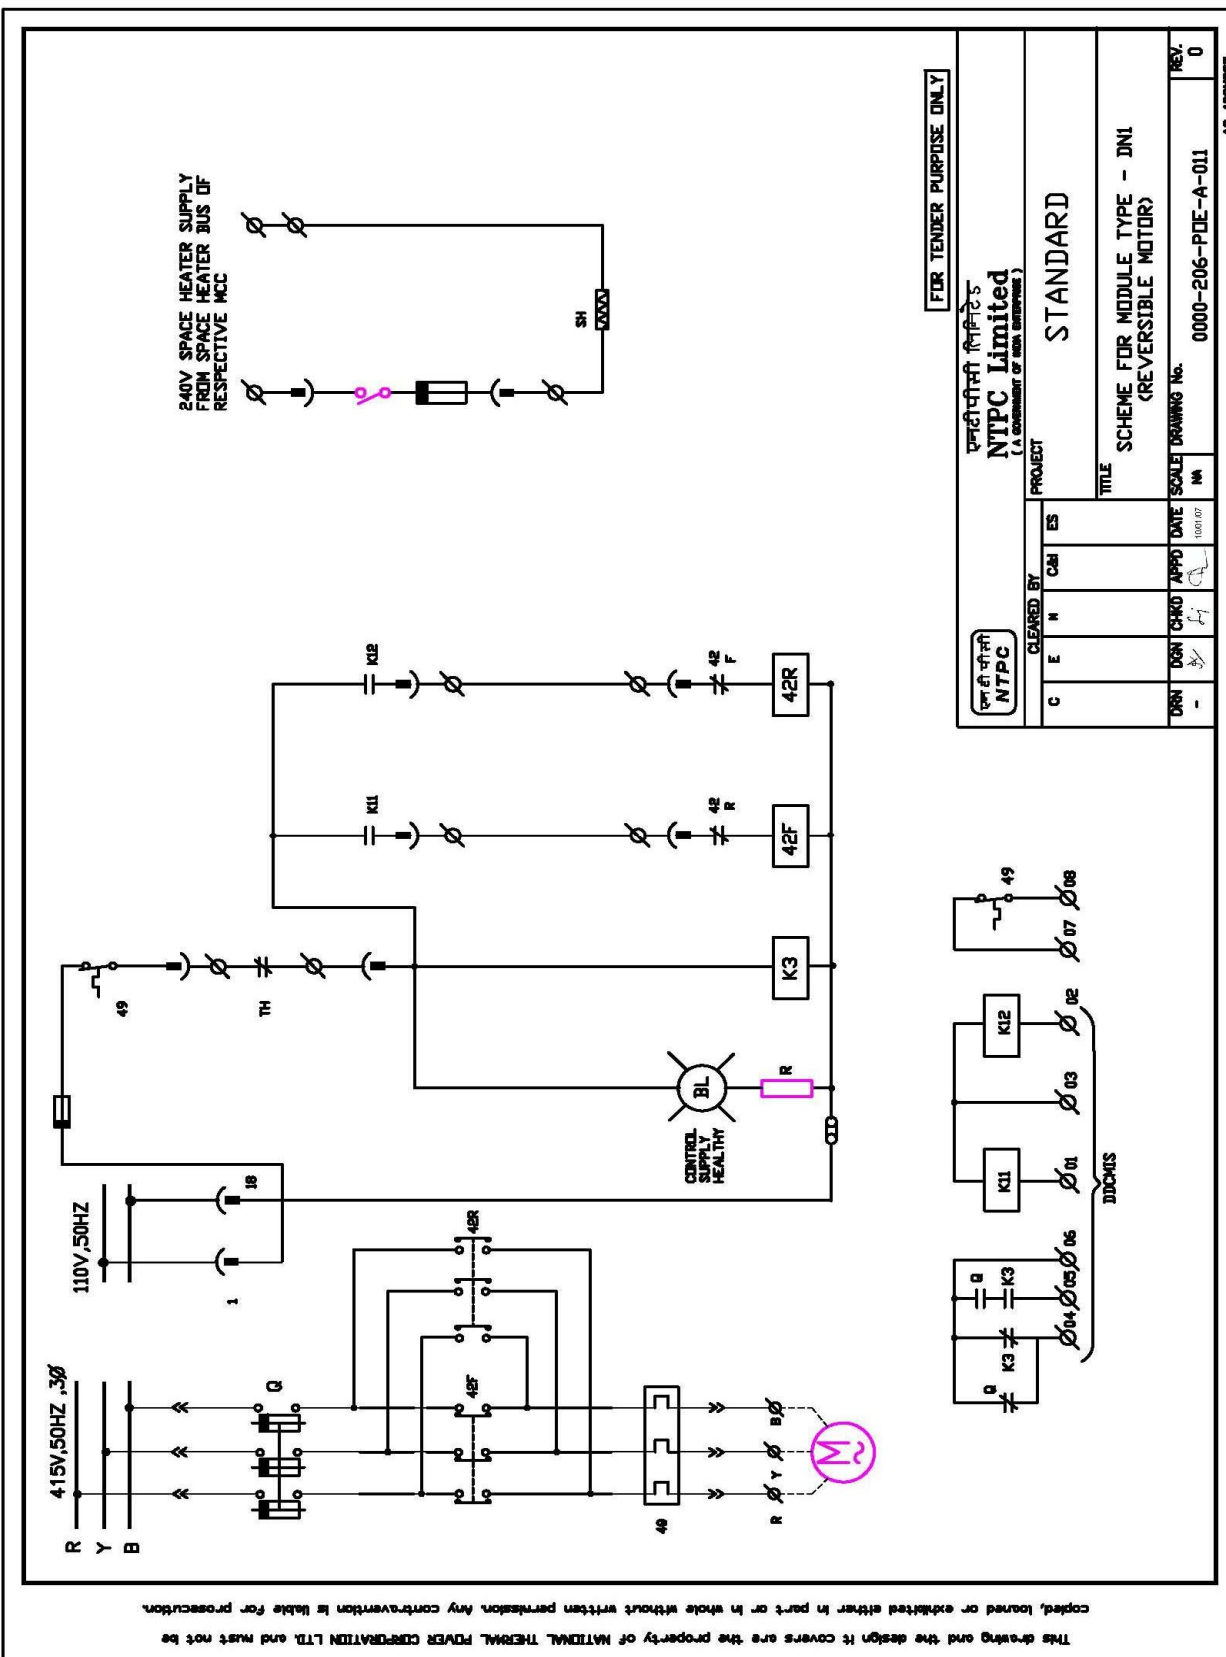 415V,50HZ ,3Ø
R
Y
B
110V,50HZ
1
18
Q
42F
42R
49
R
Y
B
M
49
TH
CONTROL
SUPPLY
HEALTHY
BL
R
K3
K11
42
R
42F
K12
42
F
42R
240V SPACE HEATER SUPPLY
FROM SPACE HEATER BUS OF
RESPECTIVE MCC
SH
Q
K3
Q
K3
04
05
06
K11
01
03
K12
02
DDCMIS
49
07
08
FOR TENDER PURPOSE ONLY
एनटीपीसी
NTPC
एनटीपीसी लिमिटेड
NTPC Limited
( A GOVERNMENT OF INDIA ENTERPRISE )
CLEARED BY
C
E
M
C&I
ES
PROJECT
STANDARD
TITLE
SCHEME FOR MODULE TYPE - DN1
(REVERSIBLE MOTOR)
DRN
DGN
CHKD
APPD
DATE
SCALE
DRAWING No.
REV.
-
10/01/07
NA
0000-206-POE-A-011
0
This drawing and the design it covers are the property of NATIONAL THERMAL POWER CORPORATION LTD. and must not be
copied, loaned or exhibited either in part or in whole without written permission. Any contravention is liable for prosecution.